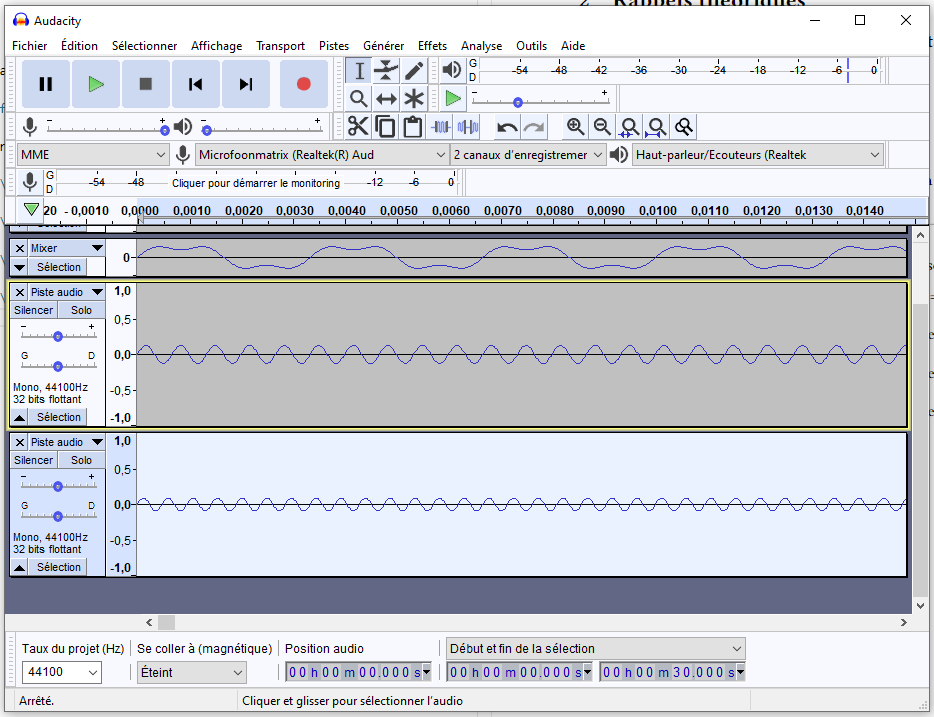 2 Rappels théoriques
Audacity
Fichier Édition Sélectionner Affichage Transport Pistes Générer Effets Analyse Outils Aide
G
D
-54 -48 -42 -36 -30 -24 -18 -12 -6 0
- +
- + - +
MME Microfoonmatrix (Realtek(R) Aud 2 canaux d'enregistremer Haut-parleur/Ecouteurs (Realtek
G
D
-54 -48 Cliquer pour démarrer le monitoring -12 -6 0
20 - 0,0010 0,0000 0,0010 0,0020 0,0030 0,0040 0,0050 0,0060 0,0070 0,0080 0,0090 0,0100 0,0110 0,0120 0,0130 0,0140
Mixer
0
Sélection
Piste audio 1,0
Silencer Solo
0,5
- +
G D
0,0
Mono, 44100Hz
32 bits flottant
-0,5
Sélection -1,0
Piste audio 1,0
Silencer Solo
0,5
- +
G D
0,0
Mono, 44100Hz
32 bits flottant
-0,5
Sélection -1,0
Taux du projet (Hz) Se coller à (magnétique) Position audio Début et fin de la sélection
44100 Éteint 00 h 00 m 00.000 s 00 h 00 m 00.000 s 00 h 00 m 30.000 s
Arrêté. Cliquer et glisser pour sélectionner l'audio